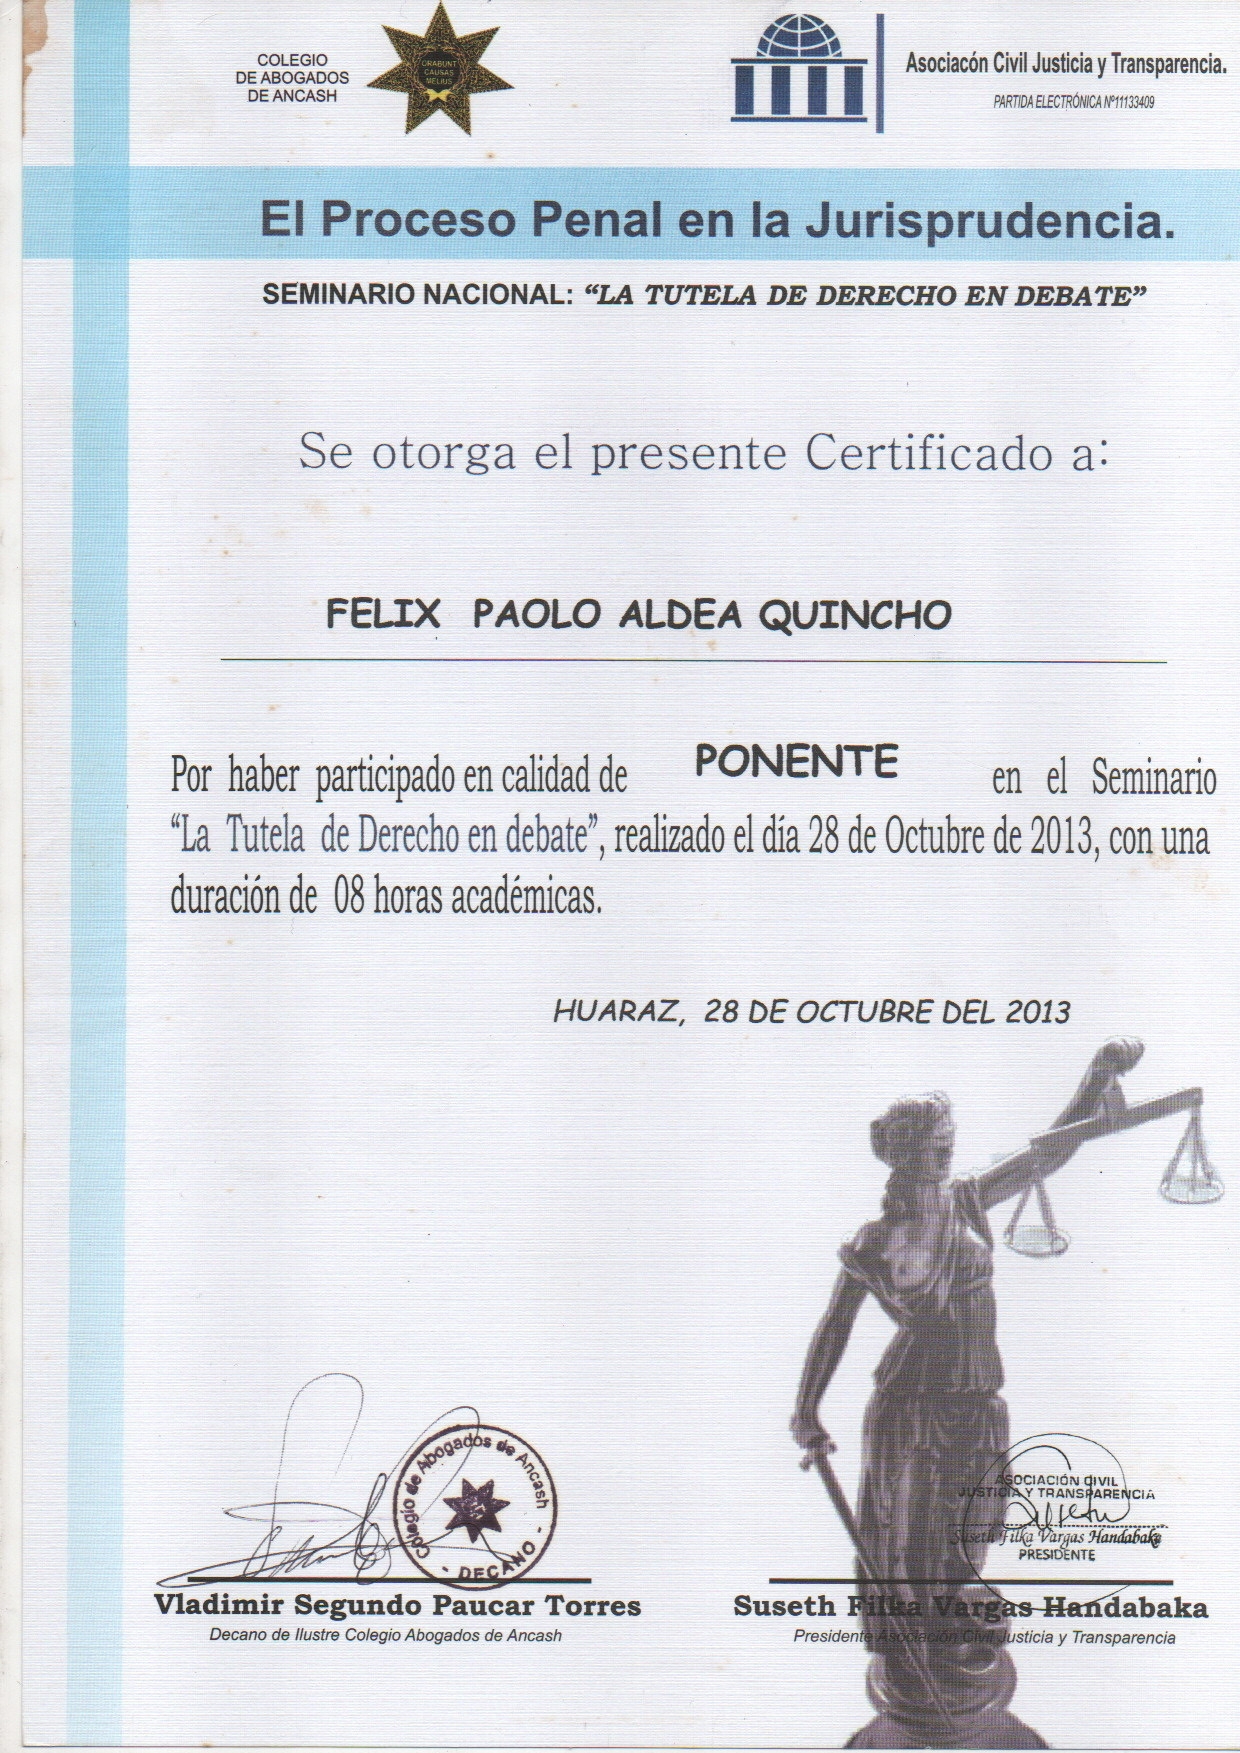 COLEGIO
DE ABOGADOS
DE ANCASH
ORABUNT
CAUSAS
MELIUS
Asociacón Civil Justicia y Transparencia.
PARTIDA ELECTRÓNICA Nº11133409
El Proceso Penal en la Jurisprudencia.
SEMINARIO NACIONAL: “LA TUTELA DE DERECHO EN DEBATE”
Se otorga el presente Certificado a:
FELIX PAOLO ALDEA QUINCHO
Por haber participado en calidad de PONENTE en el Seminario
“La Tutela de Derecho en debate”, realizado el día 28 de Octubre de 2013, con una
duración de 08 horas académicas.
HUARAZ, 28 DE OCTUBRE DEL 2013
Colegio de Abogados de Ancash
- DECANO -
Vladimir Segundo Paucar Torres
Decano de Ilustre Colegio Abogados de Ancash
ASOCIACIÓN CIVIL
JUSTICIA Y TRANSPARENCIA
Suseth Filka Vargas Handabaka
PRESIDENTE
Suseth Filka Vargas Handabaka
Presidente Asociación Civil Justicia y Transparencia